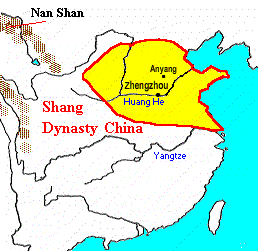 Nan Shan
Anyang
Zhengzhou
Huang He
Shang
Dynasty China
Yangtze